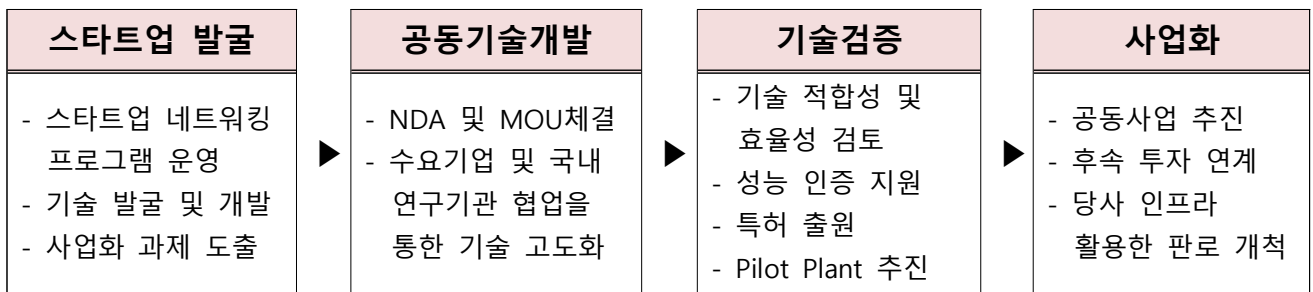 스타트업 발굴
- 스타트업 네트워킹
프로그램 운영
- 기술 발굴 및 개발
- 사업화 과제 도출
▶
공동기술개발
- NDA 및 MOU체결
- 수요기업 및 국내
연구기관 협업을
통한 기술 고도화
▶
기술검증
- 기술 적합성 및
효율성 검토
- 성능 인증 지원
- 특허 출원
- Pilot Plant 추진
▶
사업화
- 공동사업 추진
- 후속 투자 연계
- 당사 인프라
활용한 판로 개척